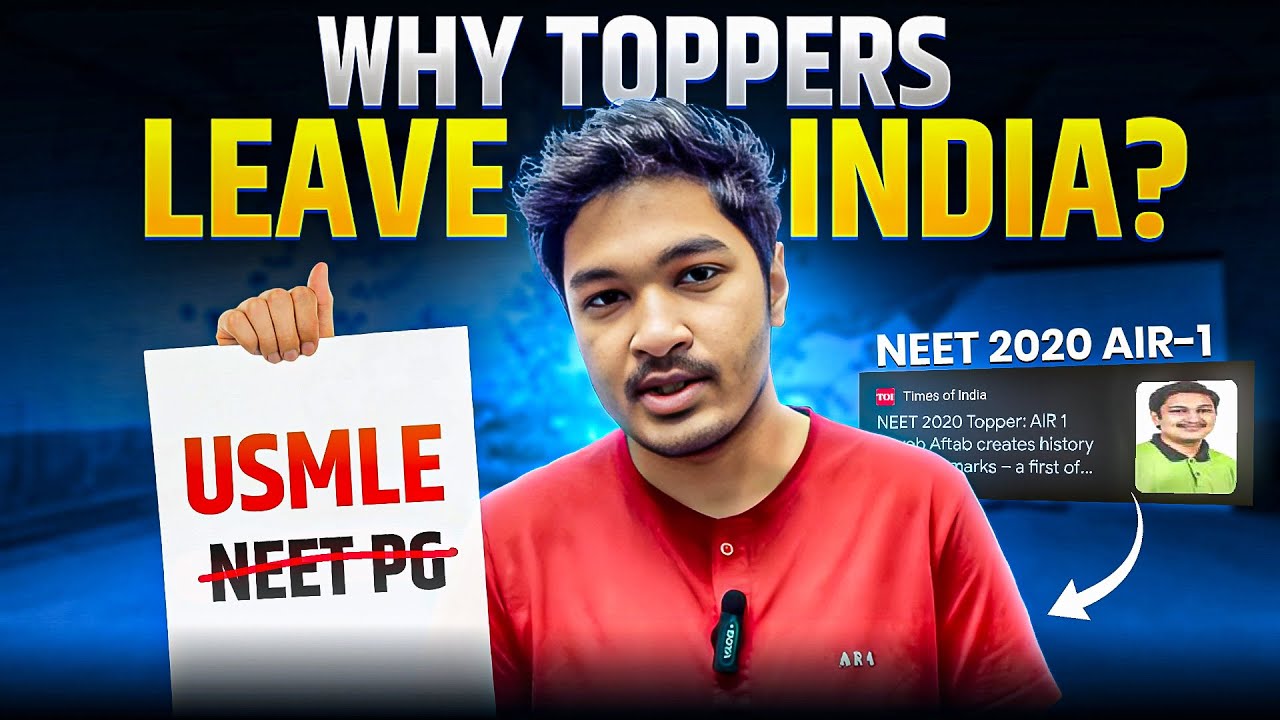 WHY TOPPERS
LEAVE INDIA?
USMLE
NEET PG
NEET 2020 AIR-1
TOI Times of India
NEET 2020 Topper: AIR 1
Aftab creates history
marks – a first of...